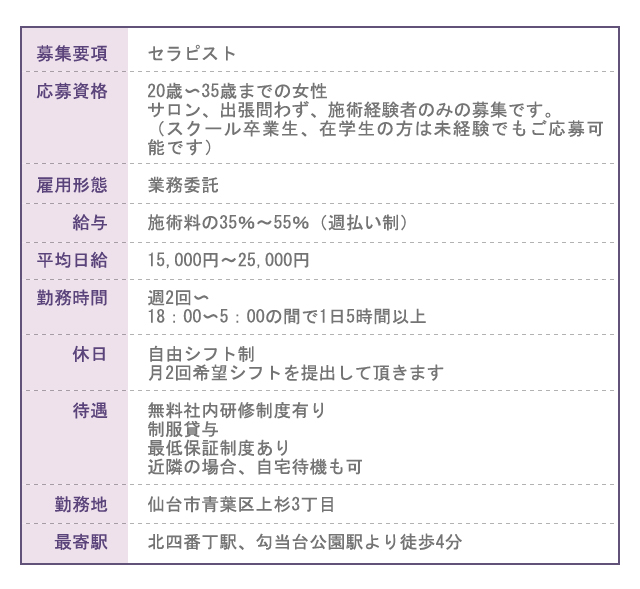 募集要項 セラピスト
応募資格 20歳〜35歳までの女性
サロン、出張問わず、施術経験者のみの募集です。
（スクール卒業生、在学生の方は未経験でもご応募可
能です）
雇用形態 業務委託
給与 施術料の35%〜55%（週払い制）
平均日給 15,000円〜25,000円
勤務時間 週2回〜
18：00〜5：00の間で1日5時間以上
休日 自由シフト制
月2回希望シフトを提出して頂きます
待遇 無料社内研修制度有り
制服貸与
最低保証制度あり
近隣の場合、自宅待機も可
勤務地 仙台市青葉区上杉3丁目
最寄駅 北四番丁駅、勾当台公園駅より徒歩4分